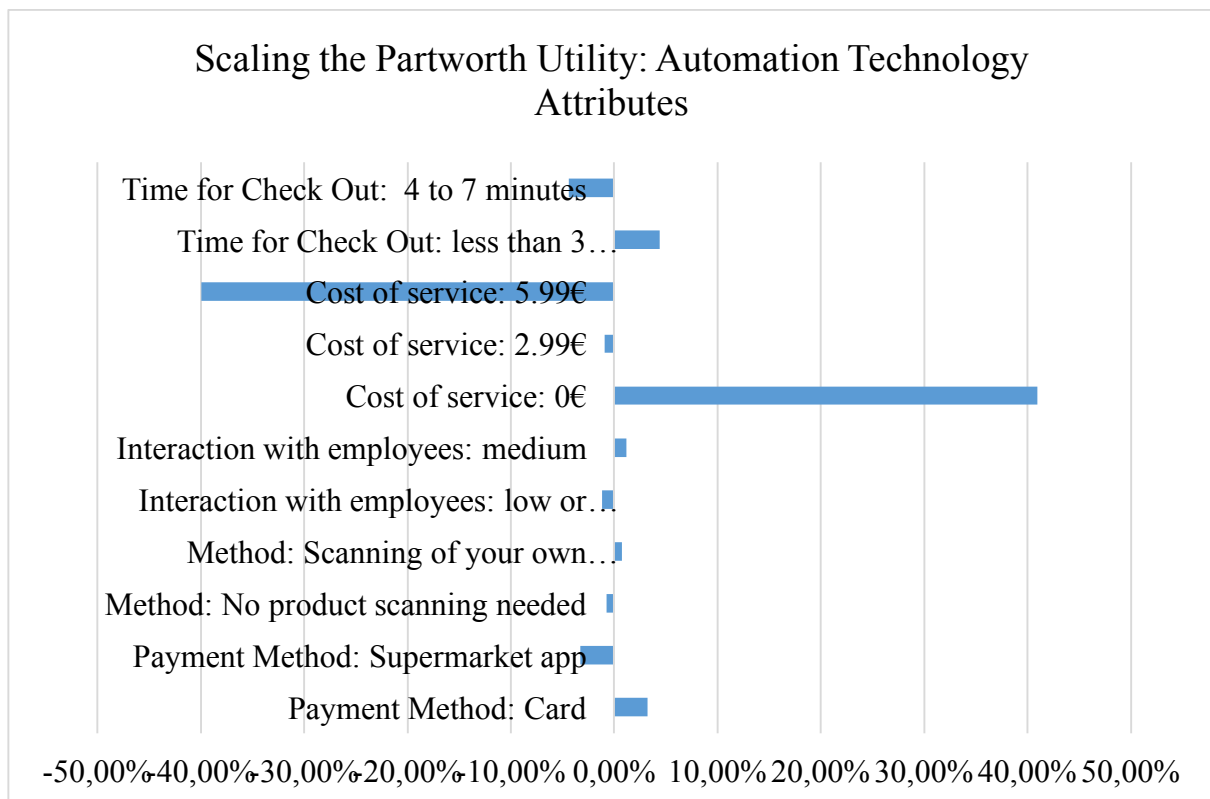 Scaling the Partworth Utility: Automation Technology
Attributes
Time for Check Out:  4 to 7 minutes
Time for Check Out: less than 3…
Cost of service: 5.99€
Cost of service: 2.99€
Cost of service: 0€
Interaction with employees: medium
Interaction with employees: low or…
Method: Scanning of your own…
Method: No product scanning needed
Payment Method: Supermarket app
Payment Method: Card
-50,00% -40,00% -30,00% -20,00% -10,00% 0,00% 10,00% 20,00% 30,00% 40,00% 50,00%